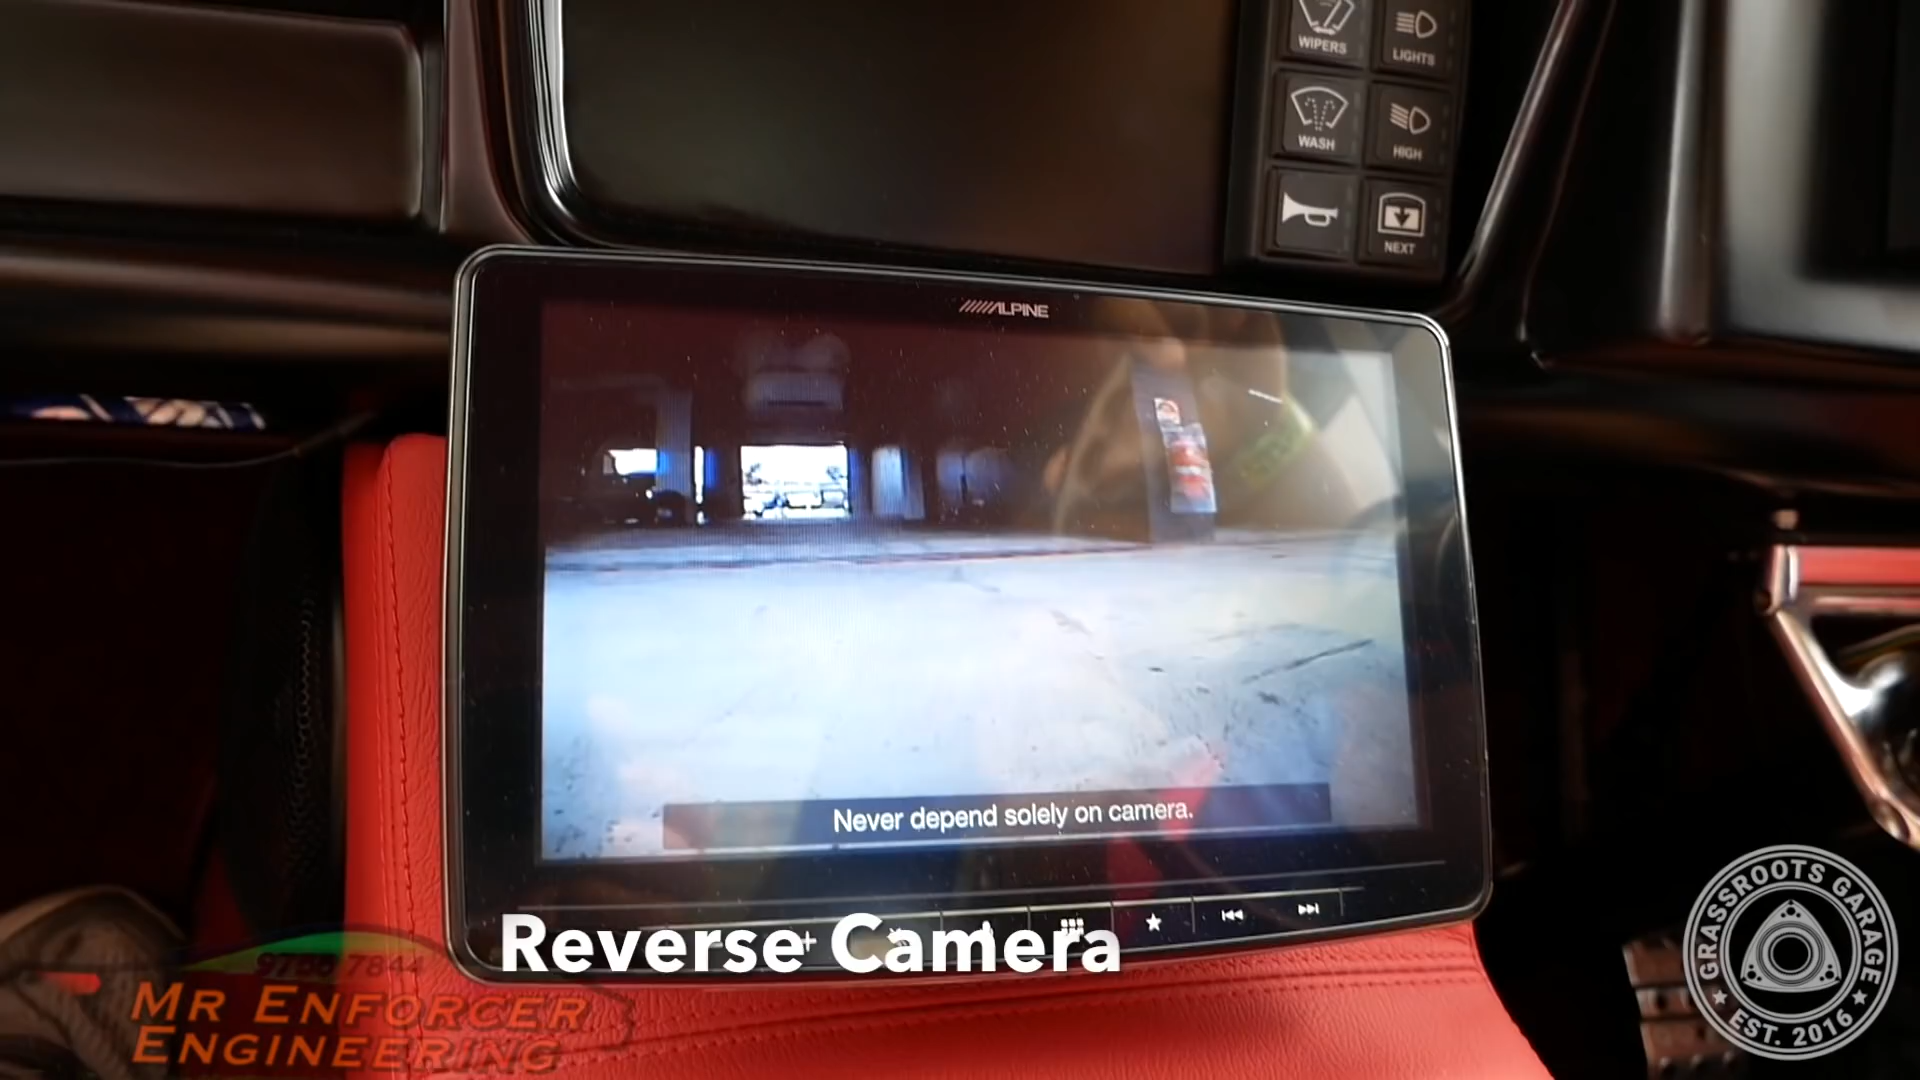 WIPERS
LIGHTS
WASH
HIGH
NEXT
ALPINE
Never depend solely on camera.
Reverse Camera
MR ENFORCER
ENGINEERING
GRASSROOTS GARAGE
EST. 2016